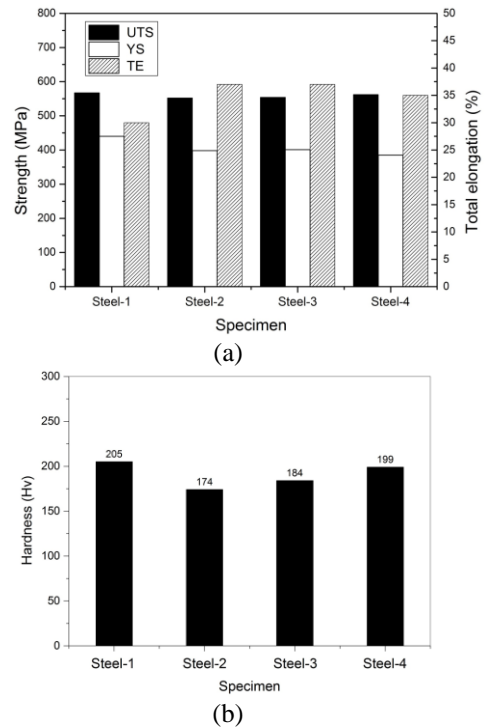 800
700
600
500
400
300
200
100
0
Strength (MPa)
UTS
YS
TE
50
45
40
35
30
25
20
15
10
5
0
Total elongation (%)
Steel-1 Steel-2 Steel-3 Steel-4
Specimen
(a)
300
250
200
150
100
50
0
Hardness (Hv)
205 174 184 199
Steel-1 Steel-2 Steel-3 Steel-4
Specimen
(b)